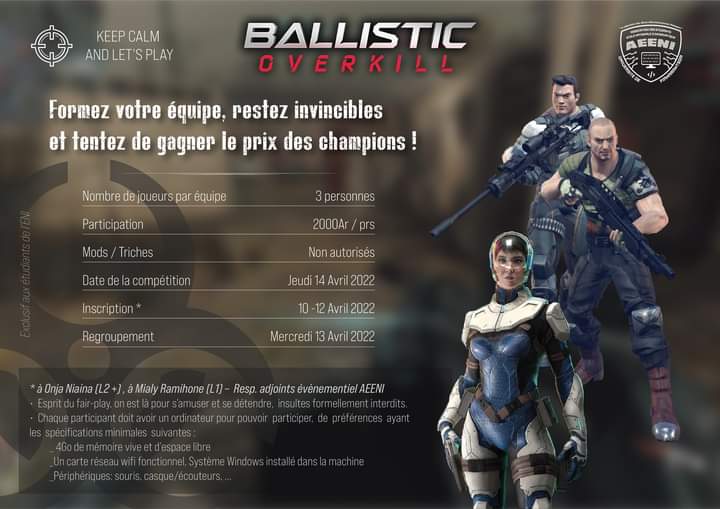 KEEP CALM
AND LET'S PLAY
BALLISTIC
OVERKILL
AEENI
Formez votre équipe, restez invincibles
et tentez de gagner le prix des champions !
Nombre de joueurs par équipe 3 personnes
Participation 2000Ar / prs
Mods / Triches Non autorisés
Date de la compétition Jeudi 14 Avril 2022
Inscription * 10 -12 Avril 2022
Regroupement Mercredi 13 Avril 2022
Exclusif aux étudiants de l'ENI
* à Onja Niaina (L2 +) , à Mialy Ramihone (L1) – Resp. adjoints évènementiel AEENI
· Esprit du fair-play, on est là pour s'amuser et se détendre, insultes formellement interdits.
· Chaque participant doit avoir un ordinateur pour pouvoir participer, de préférences ayant
les spécifications minimales suivantes :
_ 4Go de mémoire vive et d'espace libre
_Un carte réseau wifi fonctionnel, Système Windows installé dans la machine
_Périphériques: souris, casque/écouteurs, ...